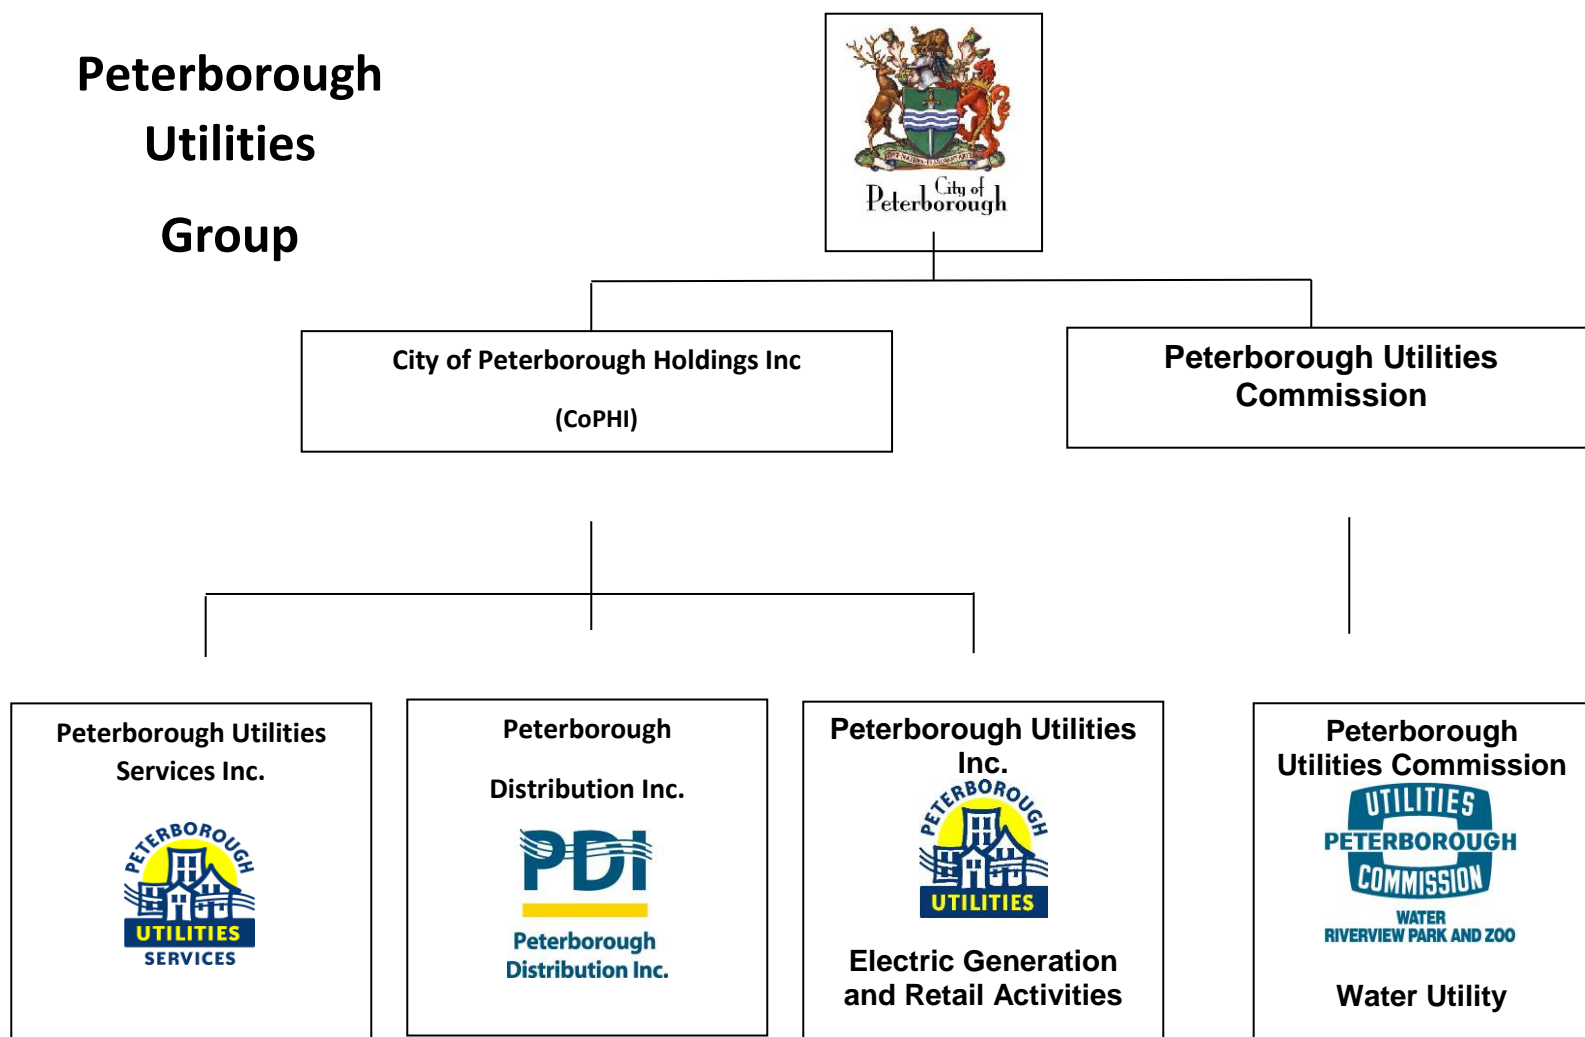 Peterborough
Utilities
Group
City of
Peterborough
City of Peterborough Holdings Inc
(CoPHI)
Peterborough Utilities
Commission
Peterborough Utilities
Services Inc.
PETERBOROUGH
UTILITIES
SERVICES
Peterborough
Distribution Inc.
PDI
Peterborough
Distribution Inc.
Peterborough Utilities
Inc.
PETERBOROUGH
UTILITIES
Electric Generation
and Retail Activities
Peterborough
Utilities Commission
UTILITIES
PETERBOROUGH
COMMISSION
WATER
RIVERVIEW PARK AND ZOO
Water Utility